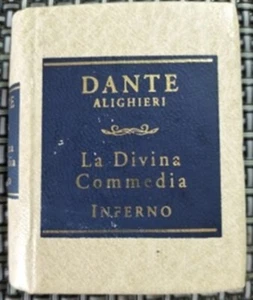 DANTE
ALIGHIERI
La Divina
Commedia
INFERNO